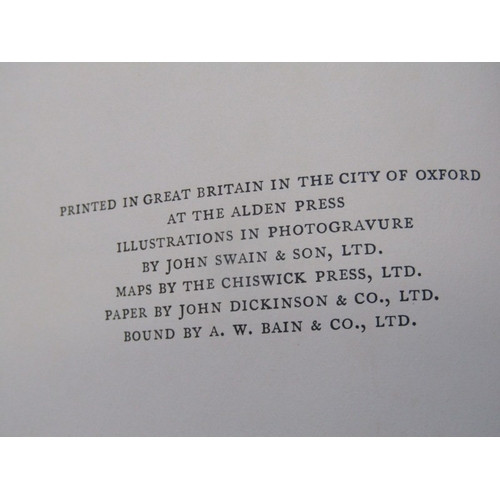 PRINTED IN GREAT BRITAIN IN THE CITY OF OXFORD
AT THE ALDEN PRESS
ILLUSTRATIONS IN PHOTOGRAVURE
BY JOHN SWAIN & SON, LTD.
MAPS BY THE CHISWICK PRESS, LTD.
PAPER BY JOHN DICKINSON & CO., LTD.
BOUND BY A. W. BAIN & CO., LTD.